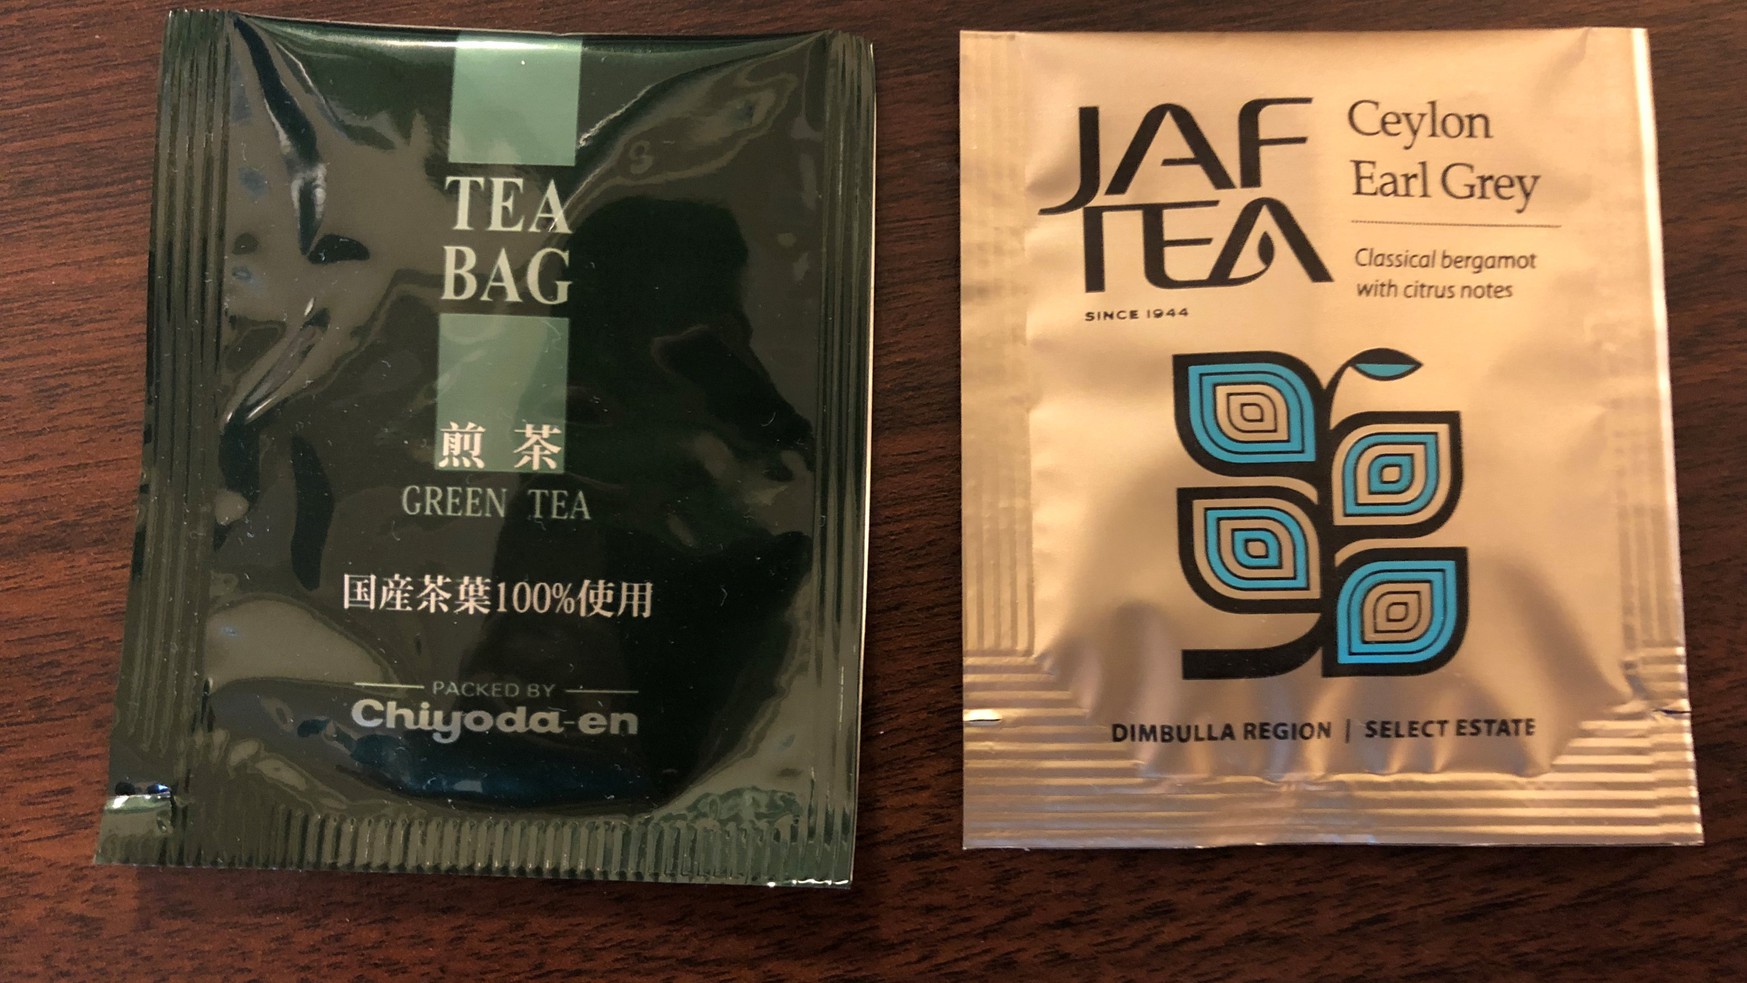 TEA
BAG
煎茶
GREEN TEA
国産茶葉100%使用
PACKED BY
Chiyoda-en
JAF
TEA
SINCE 1944
Ceylon
Earl Grey
Classical bergamot
with citrus notes
DIMBULLA REGION | SELECT ESTATE